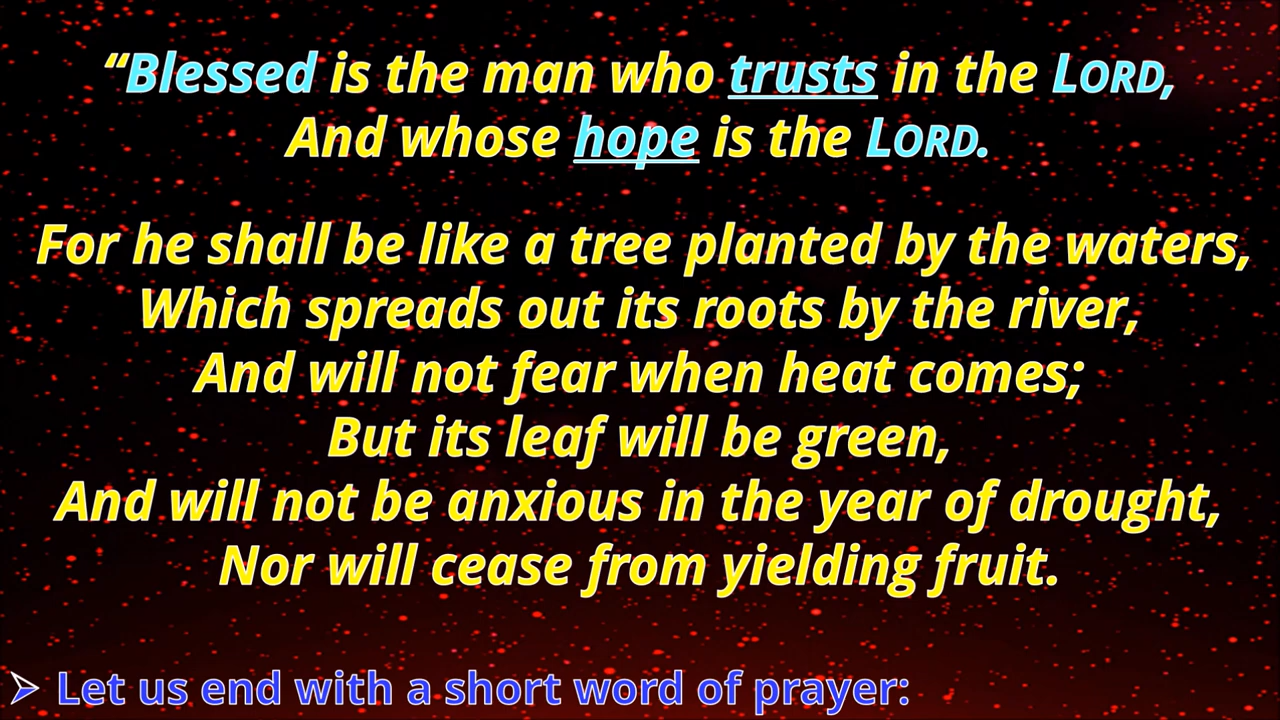 “Blessed is the man who trusts in the LORD,
And whose hope is the LORD.
For he shall be like a tree planted by the waters,
Which spreads out its roots by the river,
And will not fear when heat comes;
But its leaf will be green,
And will not be anxious in the year of drought,
Nor will cease from yielding fruit.
➢ Let us end with a short word of prayer: